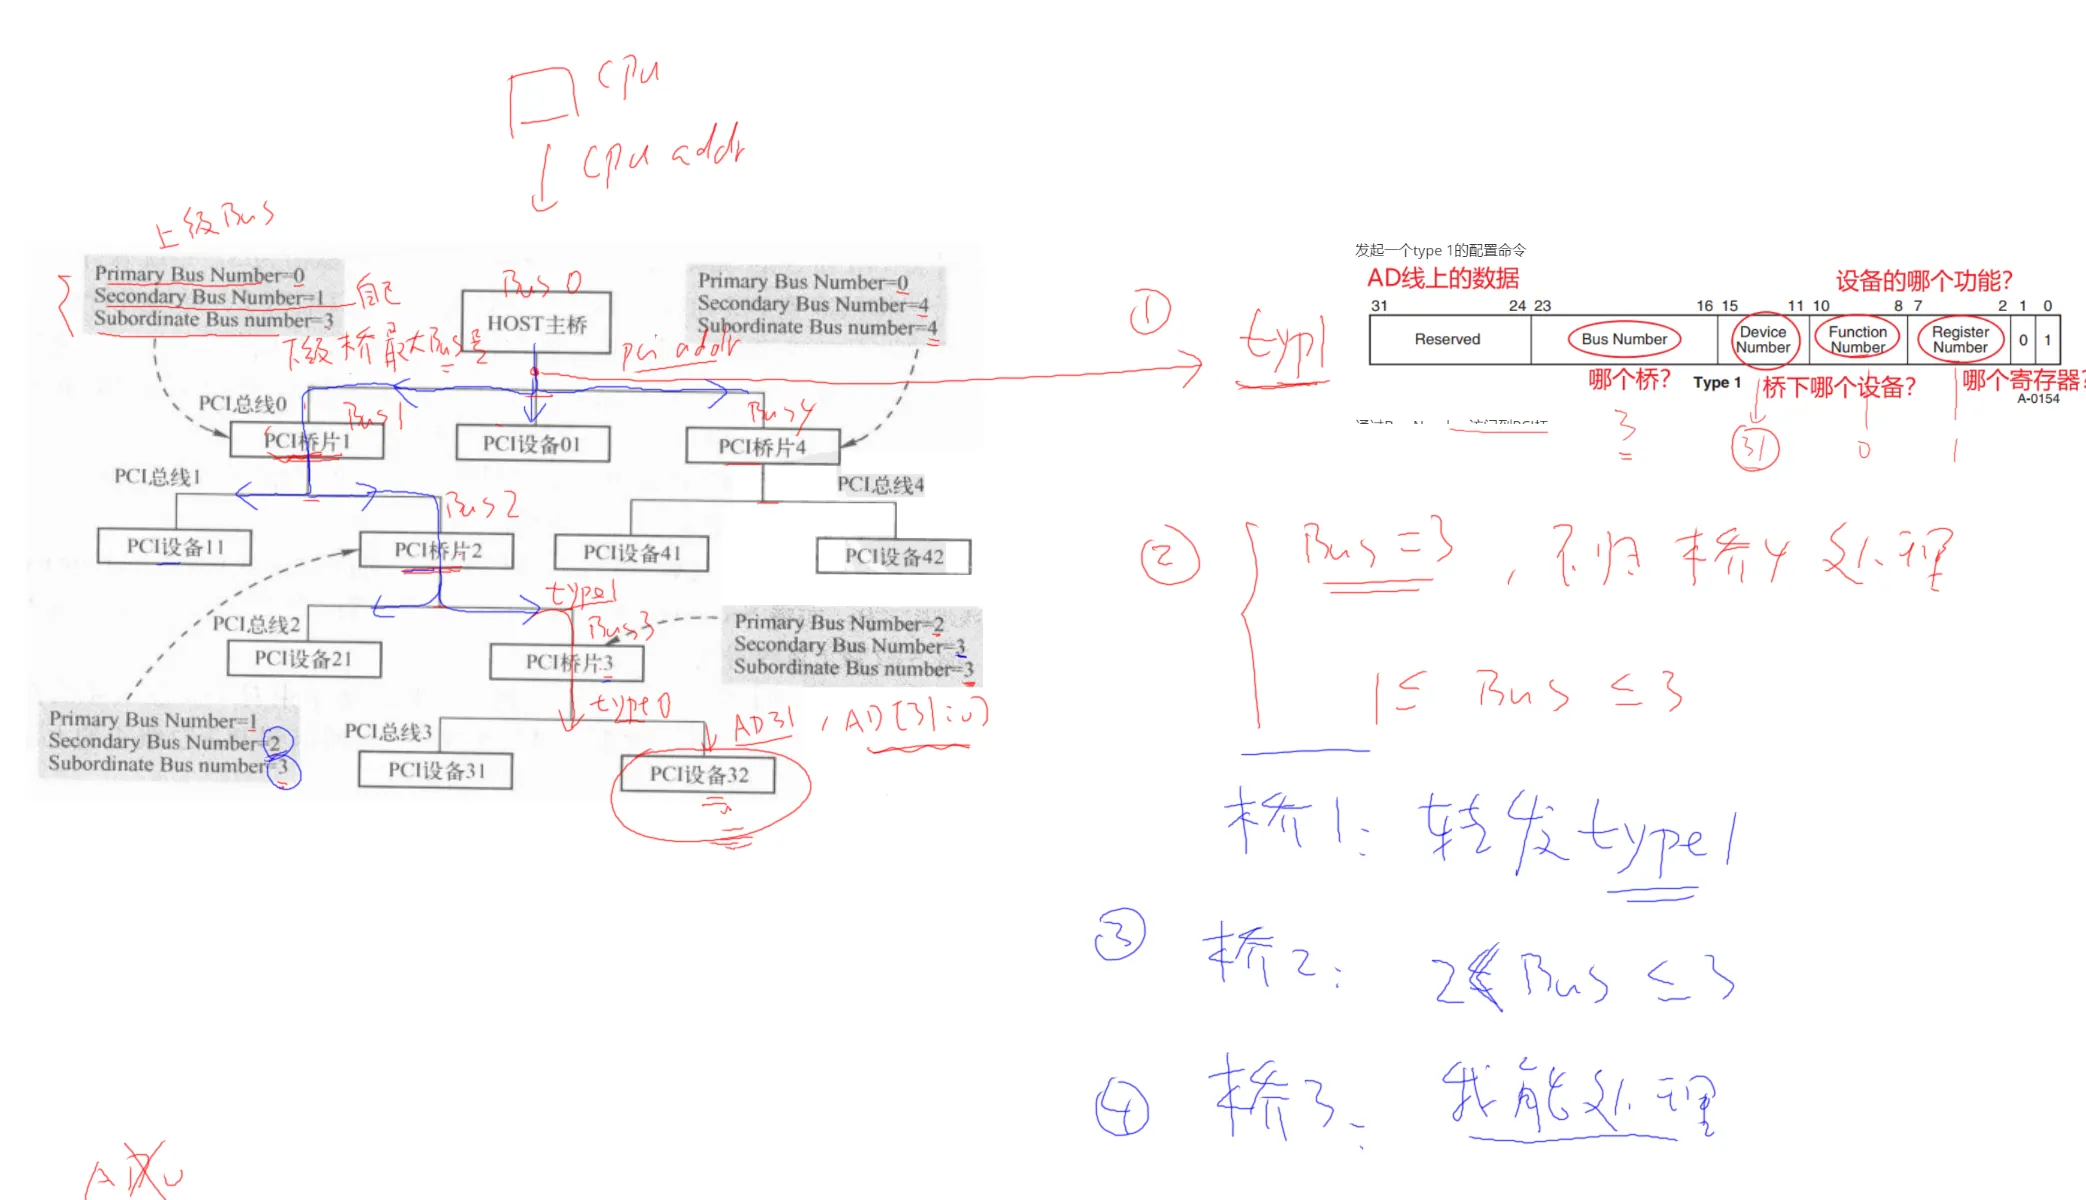 CPU
CPU addr
上级Bus
Primary Bus Number=0
Secondary Bus Number=1
Subordinate Bus number=3
自己
下级桥最大Bus号
Bus 0
HOST主桥
Primary Bus Number=0
Secondary Bus Number=4
Subordinate Bus number=4
pci addr
PCI总线0
Bus1
PCI桥片1
PCI设备01
Bus4
PCI桥片4
PCI总线1
Bus2
PCI总线4
PCI设备11
PCI桥片2
PCI设备41
PCI设备42
type1
PCI总线2
Bus3
PCI设备21
PCI桥片3
Primary Bus Number=2
Secondary Bus Number=3
Subordinate Bus number=3
type0
AD31 , AD[31:0]
Primary Bus Number=1
Secondary Bus Number=2
Subordinate Bus number=3
PCI总线3
PCI设备31
PCI设备32
①
typ1
发起一个type 1的配置命令
AD线上的数据
设备的哪个功能?
31 24 23 16 15 11 10 8 7 2 1 0
Reserved
Bus Number
Device Number
Function Number
Register Number
0 1
哪个桥?
Type 1
桥下哪个设备?
哪个寄存器?
A-0154
3 31 0 1
② Bus=3 , 不归桥4处理
1≤ Bus ≤3
桥1: 转发type1
③ 桥2: 2 Bus ≤3
④ 桥3: 我能处理